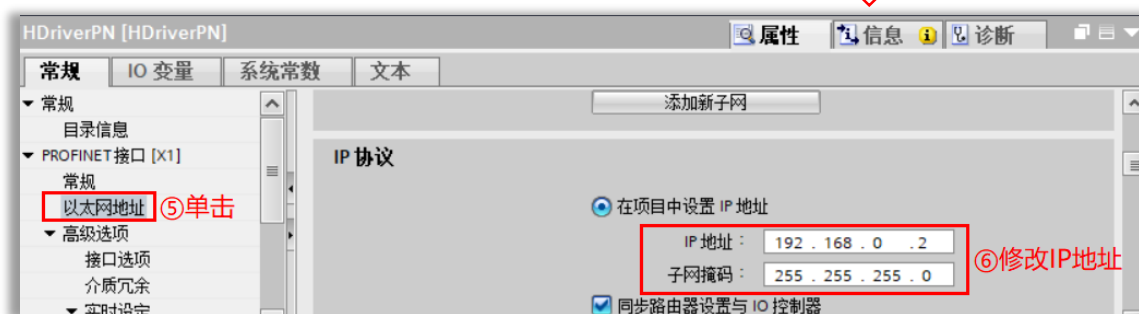 HDriverPN [HDriverPN]
属性 信息 诊断
常规 IO 变量 系统常数 文本
常规
目录信息
PROFINET接口 [X1]
常规
以太网地址 ⑤单击
高级选项
接口选项
介质冗余
实时设定
添加新子网
IP 协议
在项目中设置 IP 地址
IP 地址： 192 . 168 . 0 . 2
子网掩码： 255 . 255 . 255 . 0
⑥修改IP地址
同步路由器设置与 IO 控制器